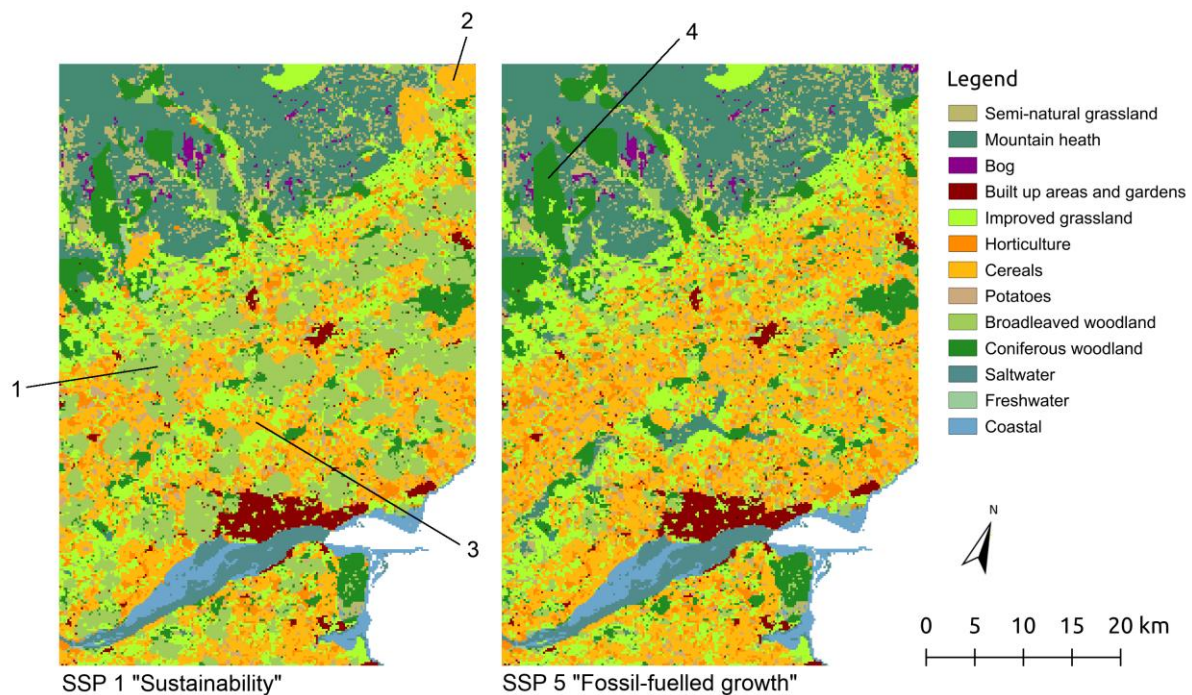 2
4
Legend
Semi-natural grassland
Mountain heath
Bog
Built up areas and gardens
Improved grassland
Horticulture
Cereals
Potatoes
Broadleaved woodland
Coniferous woodland
Saltwater
Freshwater
Coastal
1
3
N
0 5 10 15 20 km
SSP 1 "Sustainability"
SSP 5 "Fossil-fuelled growth"